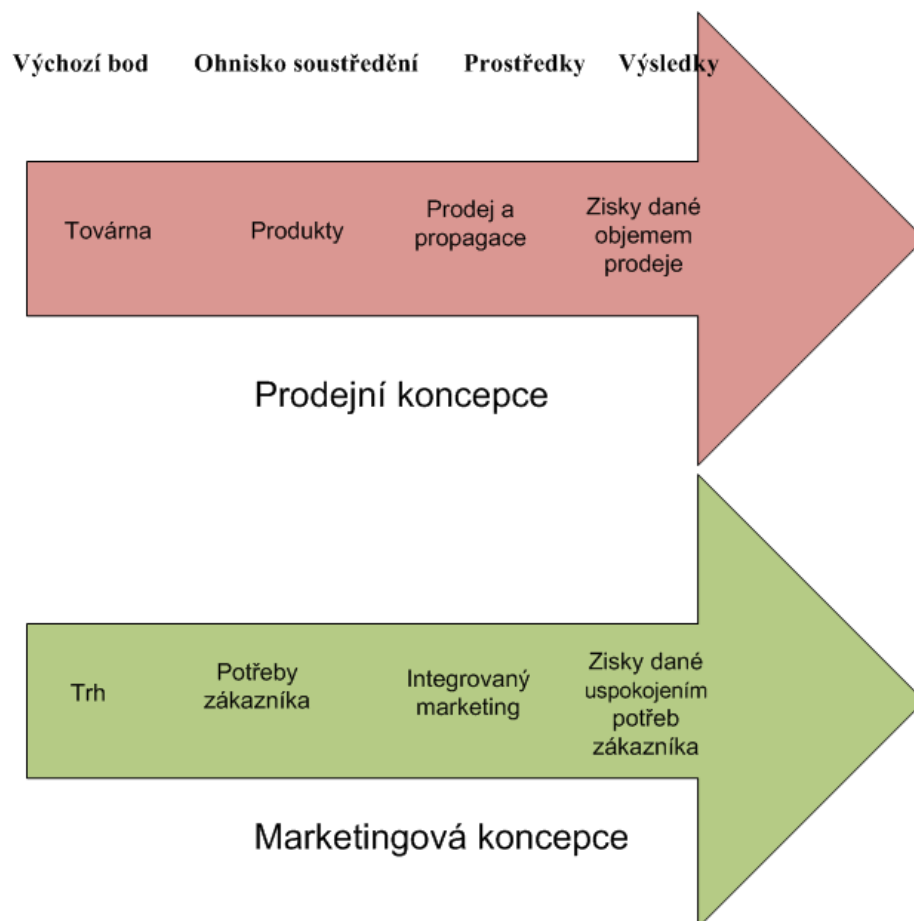 Výchozí bod Ohnisko soustředění Prostředky Výsledky
Továrna
Produkty
Prodej a
propagace
Zisky dané
objemem
prodeje
Prodejní koncepce
Trh
Potřeby
zákazníka
Integrovaný
marketing
Zisky dané
uspokojením
potřeb
zákazníka
Marketingová koncepce